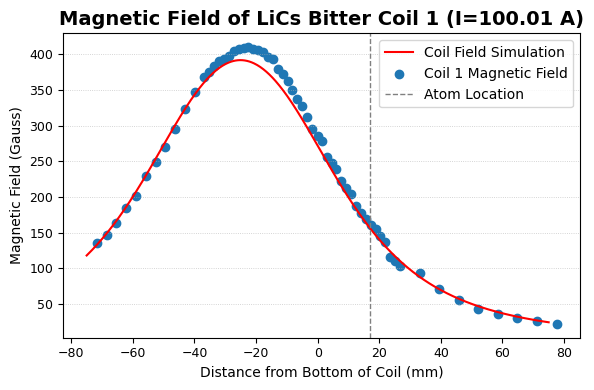 Magnetic Field of LiCs Bitter Coil 1 (I=100.01 A)
Coil Field Simulation
Coil 1 Magnetic Field
Atom Location
Magnetic Field (Gauss)
400
350
300
250
200
150
100
50
−80 −60 −40 −20 0 20 40 60 80
Distance from Bottom of Coil (mm)